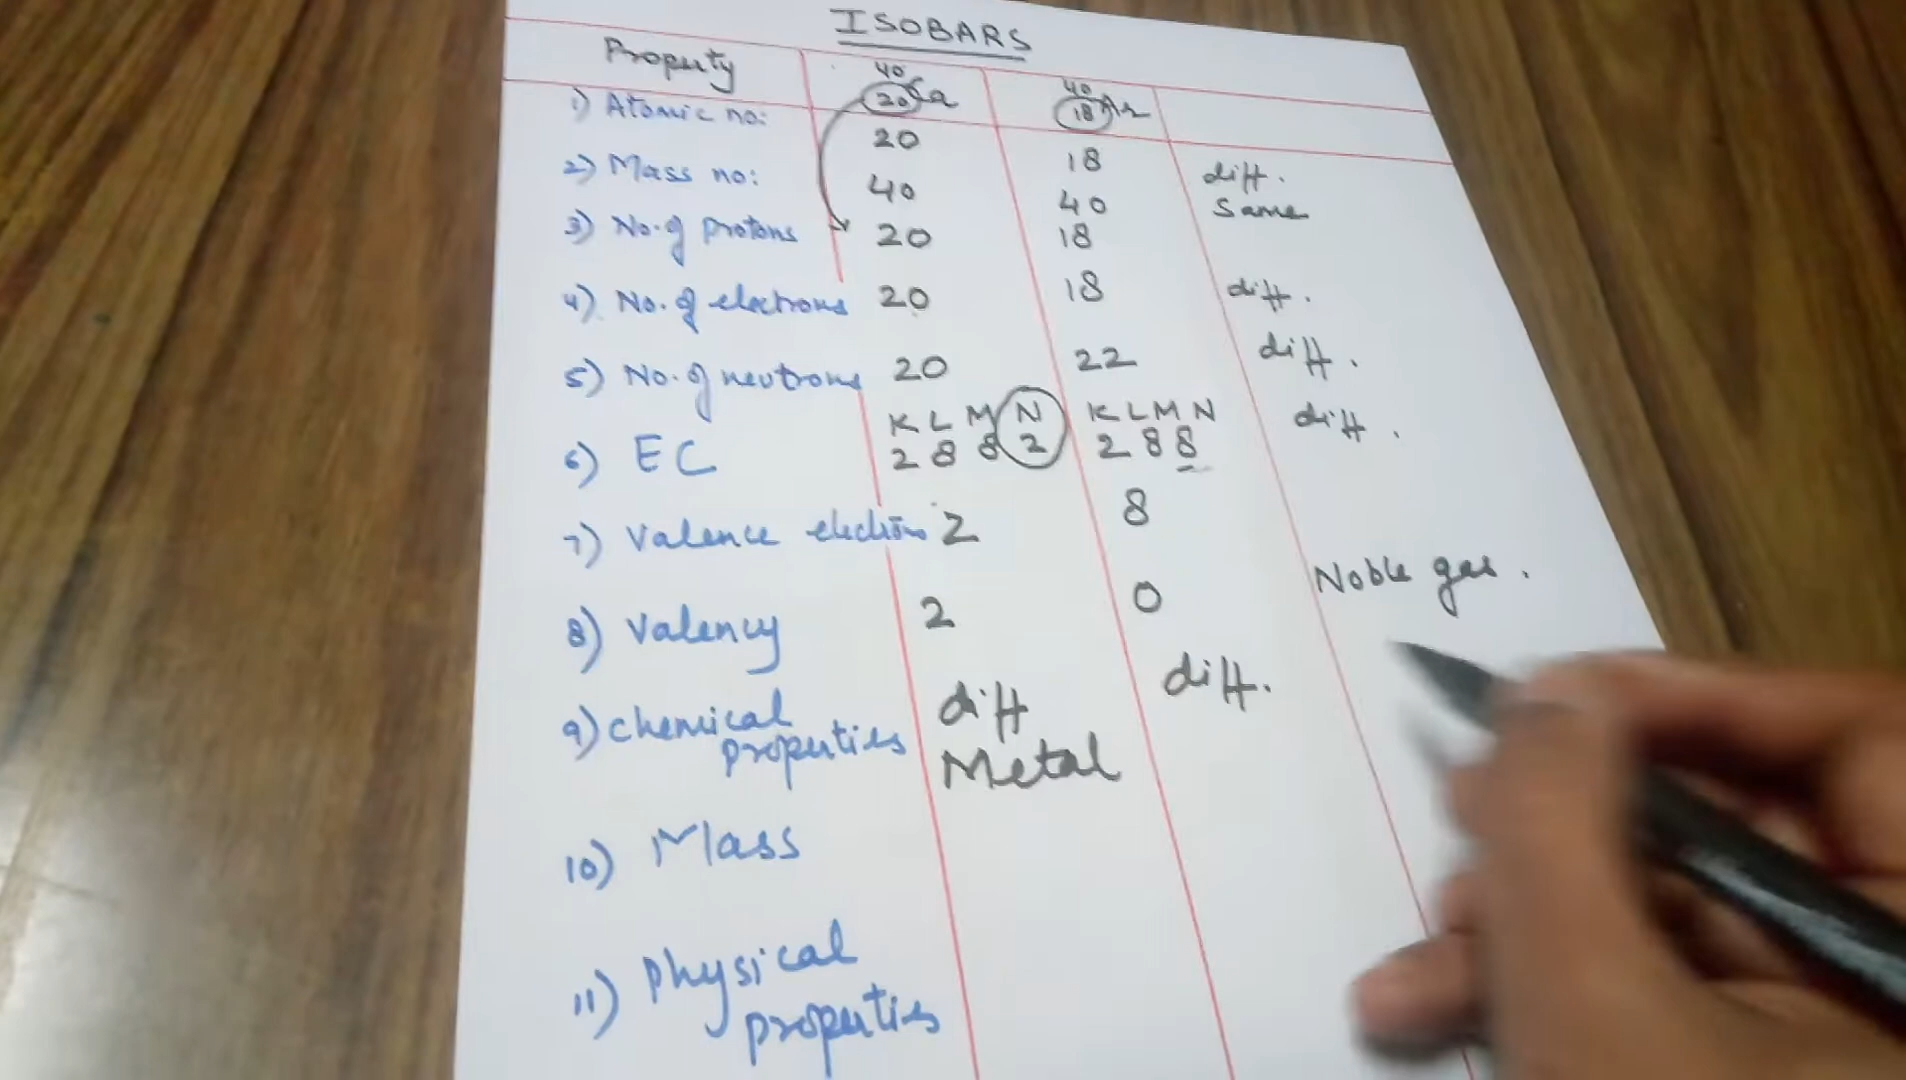 ISOBARS
Property 40 20 Ca 40 18 Ar
1) Atomic no: 20 18 diff.
2) Mass no: 40 40 Same
3) No. of protons 20 18
4) No. of electrons 20 18 diff.
5) No. of neutrons 20 22 diff.
K L M N K L M N diff.
6) EC 2 8 8 2 2 8 8
7) Valence electrons 2 8
8) Valency 2 0 Noble gas.
9) Chemical properties diff diff.
Metal
10) Mass
11) Physical
properties